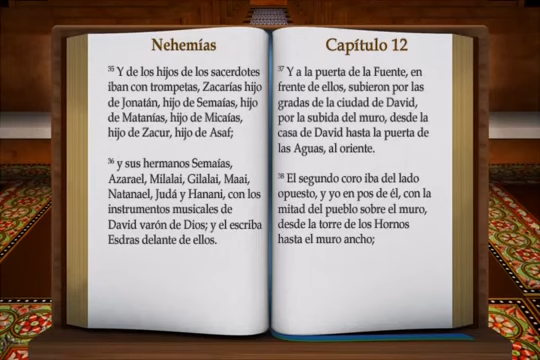 Nehemías
35 Y de los hijos de los sacerdotes
iban con trompetas, Zacarías hijo
de Jonatán, hijo de Semaías, hijo
de Matanías, hijo de Micaías,
hijo de Zacur, hijo de Asaf;
36 y sus hermanos Semaías,
Azarael, Milalai, Gilalai, Maai,
Natanael, Judá y Hanani, con los
instrumentos musicales de
David varón de Dios; y el escriba
Esdras delante de ellos.
Capítulo 12
37 Y a la puerta de la Fuente, en
frente de ellos, subieron por las
gradas de la ciudad de David,
por la subida del muro, desde la
casa de David hasta la puerta de
las Aguas, al oriente.
38 El segundo coro iba del lado
opuesto, y yo en pos de él, con la
mitad del pueblo sobre el muro,
desde la torre de los Hornos
hasta el muro ancho;